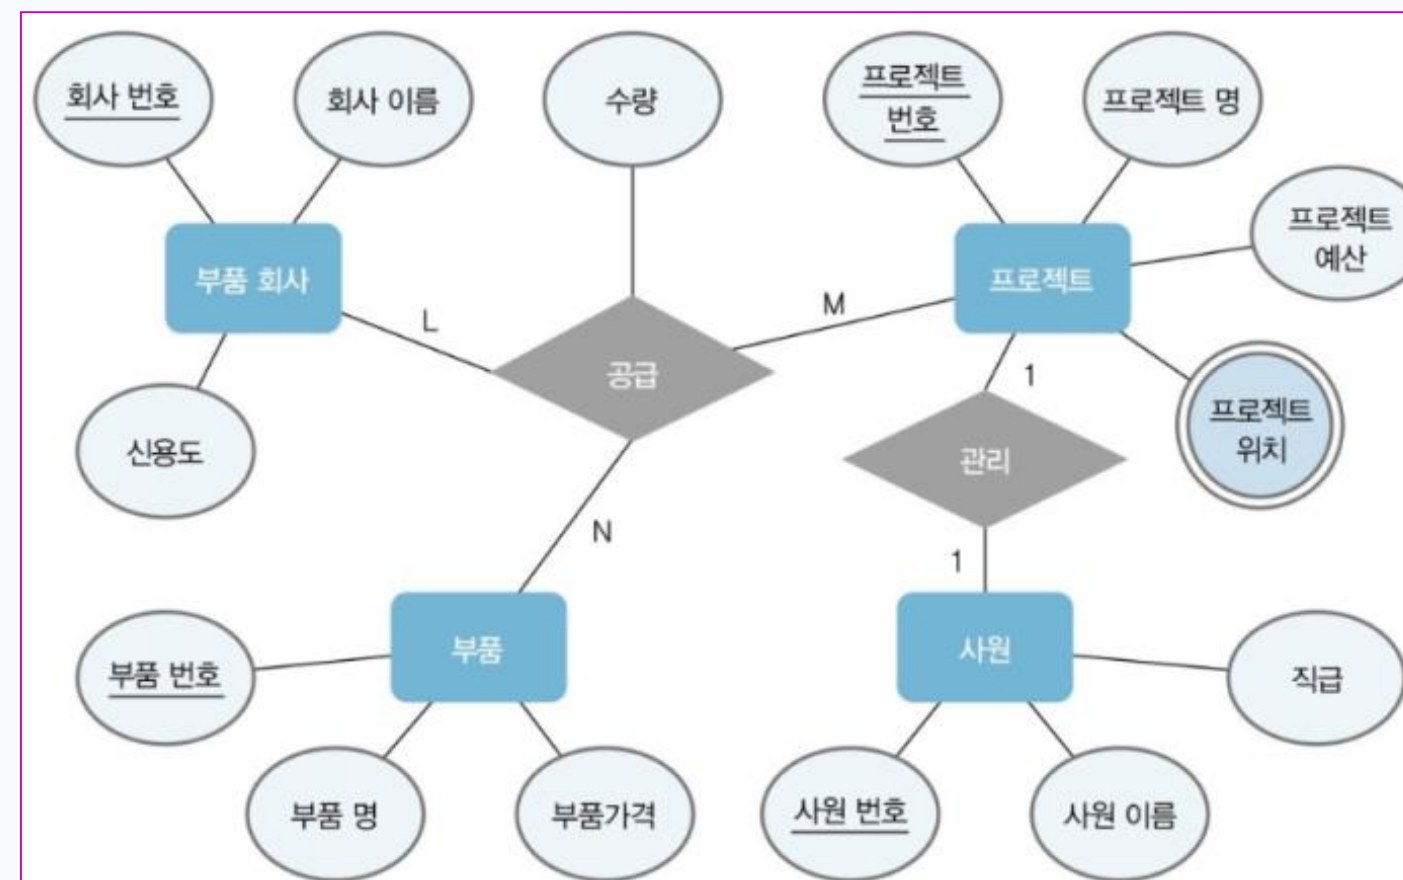 회사 번호
회사 이름
수량
프로젝트
번호
프로젝트 명
프로젝트
예산
부품 회사
프로젝트
L
M
공급
1
프로젝트
위치
신용도
관리
N
1
부품
사원
부품 번호
직급
부품 명
부품가격
사원 번호
사원 이름